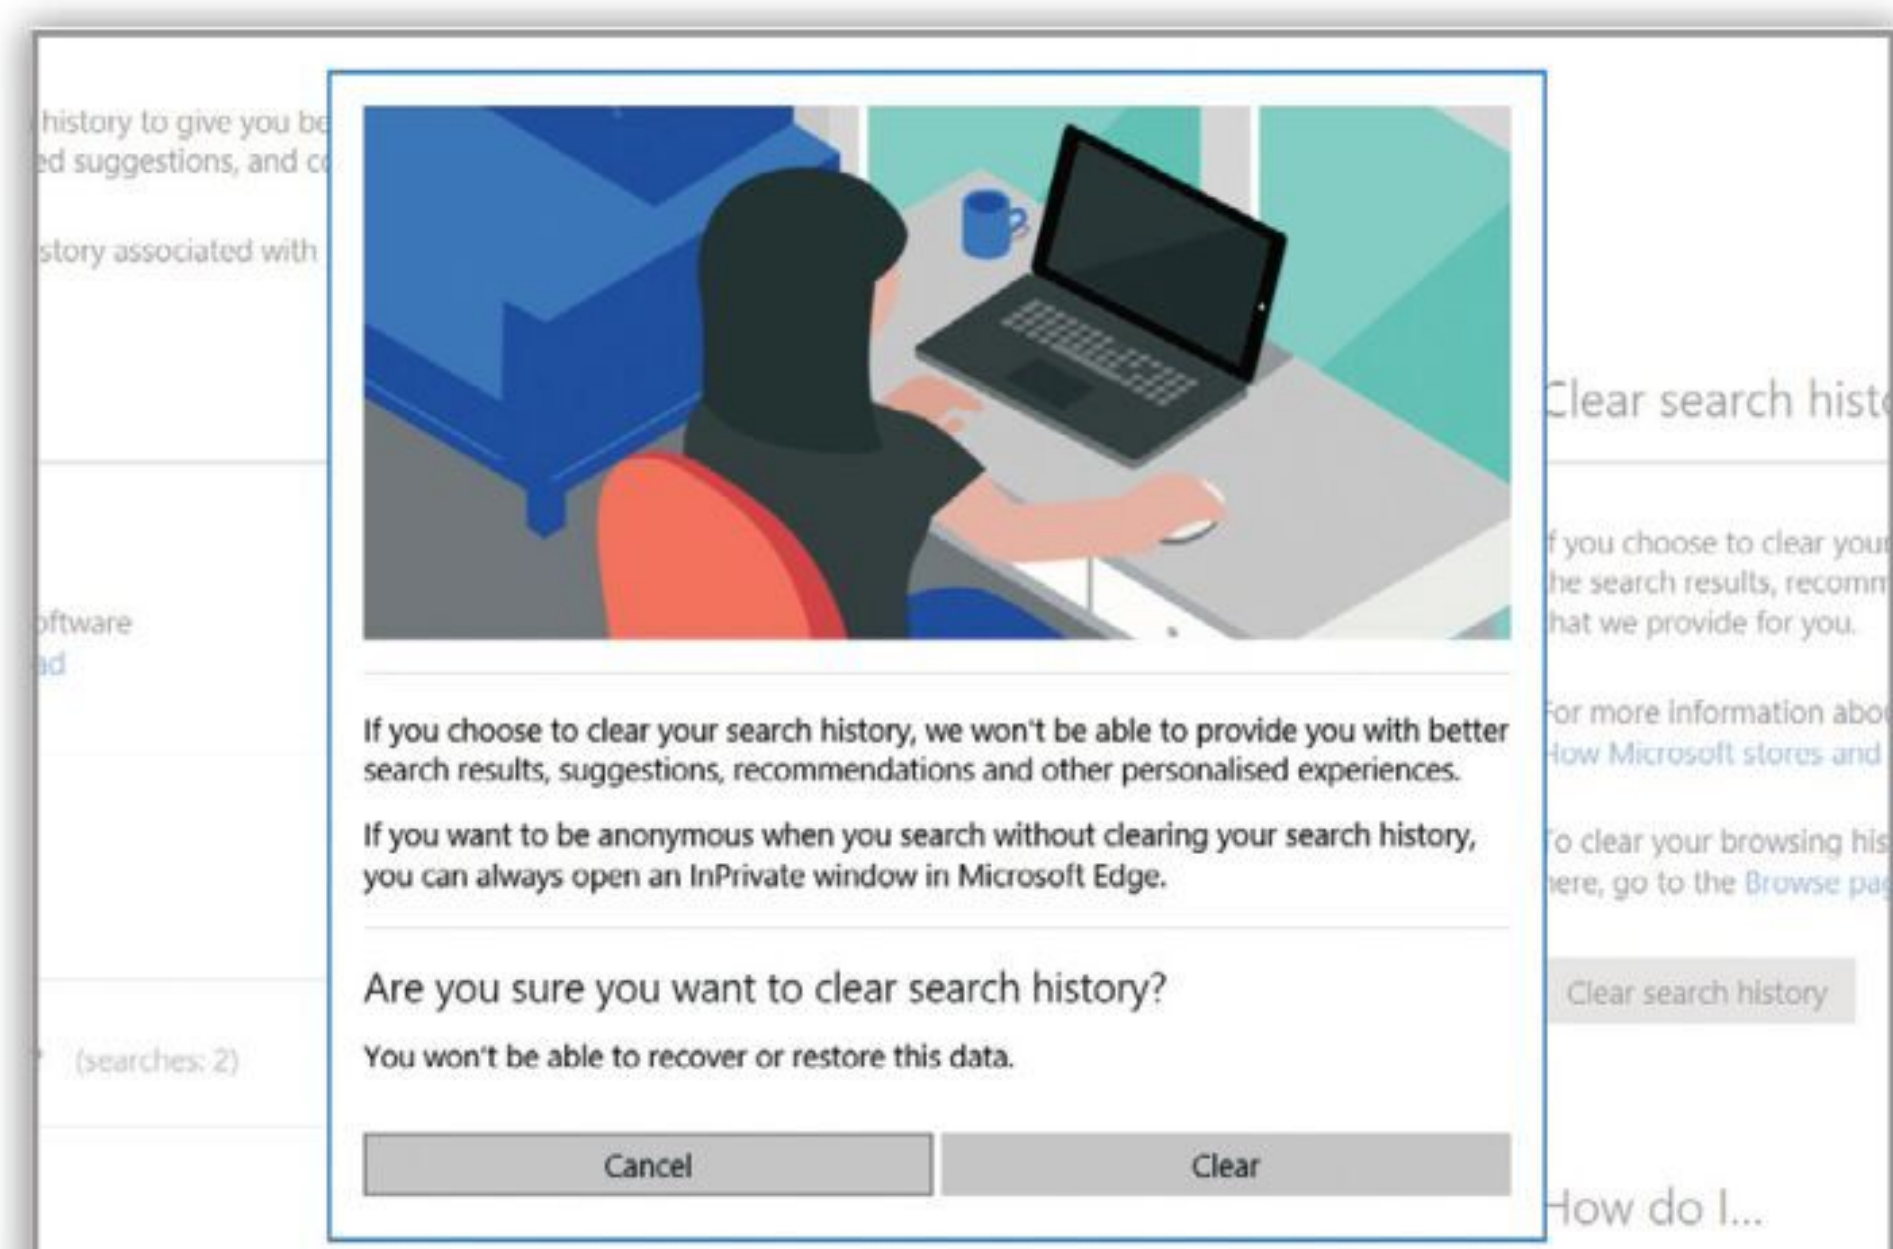 history to give you be
ed suggestions, and co
story associated with
oftware
ad
(searches: 2)
If you choose to clear your search history, we won't be able to provide you with better
search results, suggestions, recommendations and other personalised experiences.
If you want to be anonymous when you search without clearing your search history,
you can always open an InPrivate window in Microsoft Edge.
Are you sure you want to clear search history?
You won't be able to recover or restore this data.
Cancel
Clear
Clear search histo
f you choose to clear your
he search results, recomm
hat we provide for you.
For more information abou
How Microsoft stores and
o clear your browsing his
here, go to the Browse pag
Clear search history
How do I...